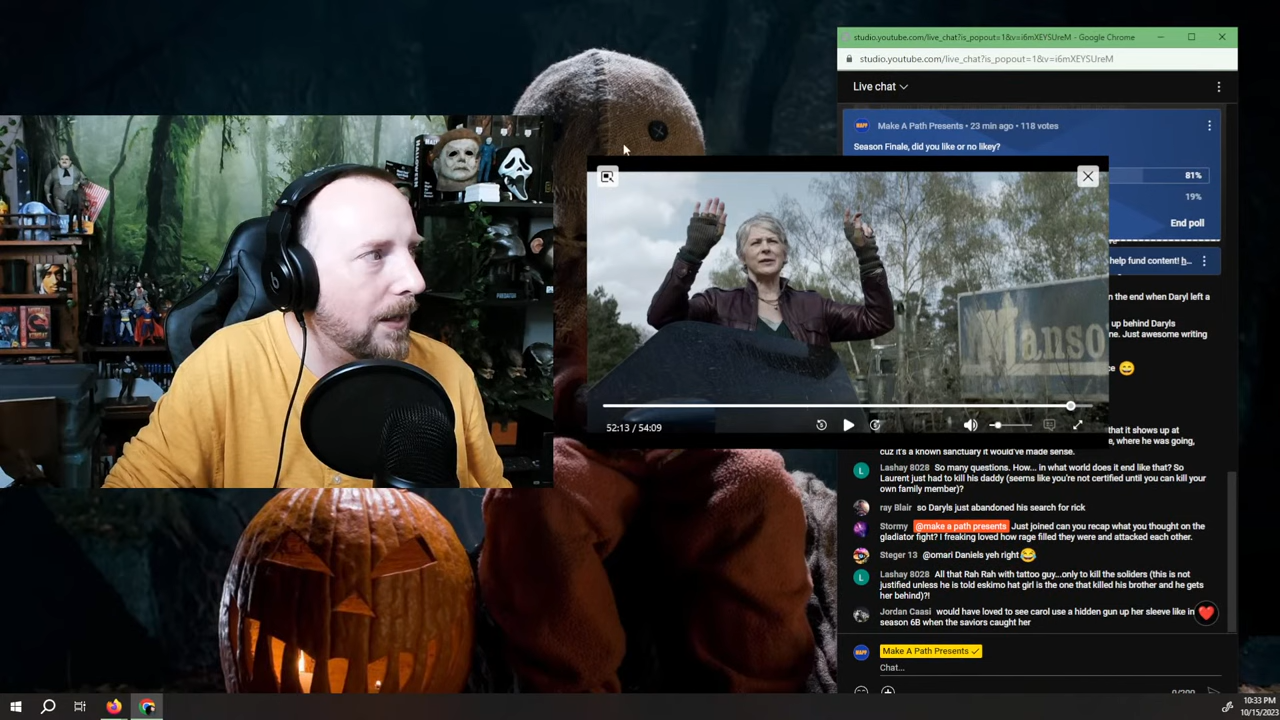 studio.youtube.com/live_chat?is_popout=1&v=i6mXEYSUreM - Google Chrome
studio.youtube.com/live_chat?is_popout=1&v=i6mXEYSUreM
Live chat
Make A Path Presents • 23 min ago • 118 votes
Season Finale, did you like or no likey?
81%
19%
End poll
help fund content! h...
n the end when Daryl left a
up behind Daryls
ne. Just awesome writing
ce
that it shows up at
e, where he was going,
cuz it's a known sanctuary it would've made sense.
Lashay 8028 So many questions. How... in what world does it end like that? So
Laurent just had to kill his daddy (seems like you're not certified until you can kill your
own family member)?
ray Blair so Daryls just abandoned his search for rick
Stormy @make a path presents Just joined can you recap what you thought on the
gladiator fight? i freaking loved how rage filled they were and attacked each other.
Steger 13 @omari Daniels yeh right 😂
Lashay 8028 All that Rah Rah with tattoo guy...only to kill the soliders (this is not
justified unless he is told eskimo hat girl is the one that killed his brother and he gets
her behind)?!
Jordan Caasi would have loved to see carol use a hidden gun up her sleeve like in
season 6B when the saviors caught her
Make A Path Presents
Chat...
0/200
Manso
52:13 / 54:09
PREDATOR
10:33 PM
10/15/2023